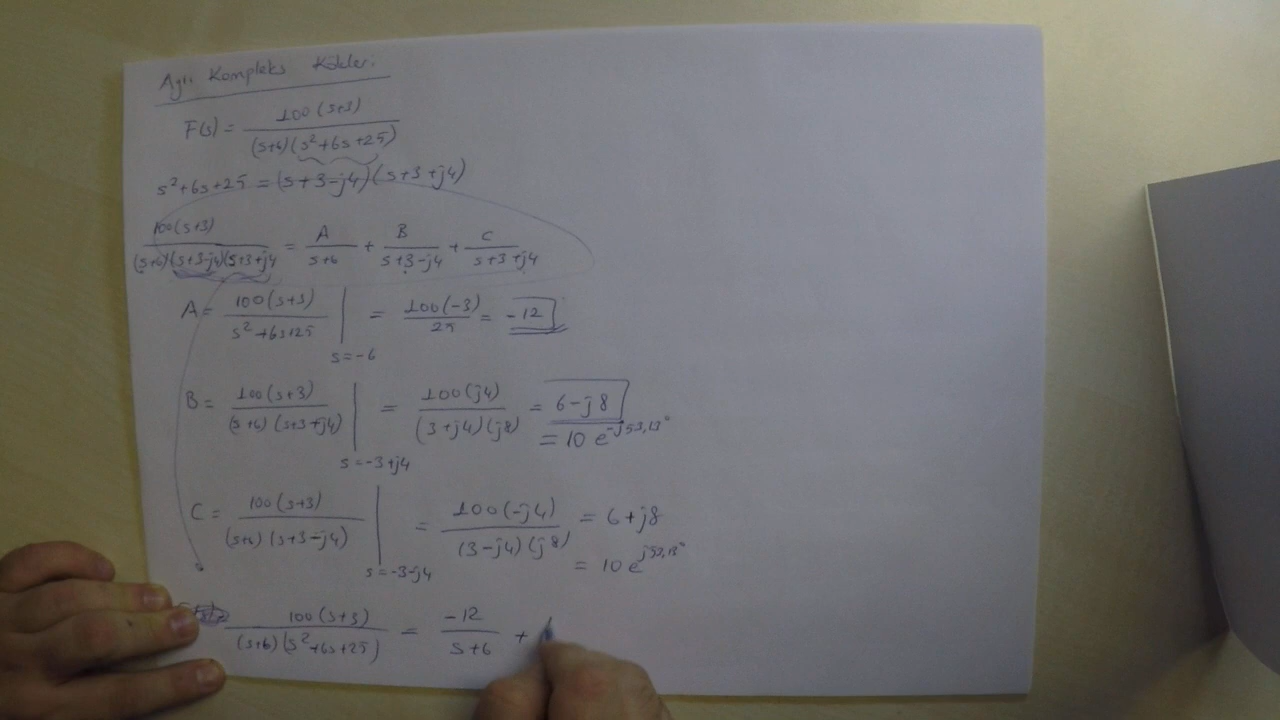 Ayrı Kompleks Kökler.
F(s) = 100(s+3) / (s+6)(s²+6s+25)
s²+6s+25 = (s+3-j4)(s+3+j4)
100(s+3) / (s+6)(s+3-j4)(s+3+j4 = A / s+6 + B / s+3-j4 + C / s+3+j4
A = 100(s+3) / s²+6s+25 | s=-6 = 100(-3) / 25 = -12
B = 100(s+3) / (s+6)(s+3+j4) | s=-3+j4 = 100(j4) / (3+j4)(j8) = 6-j8
= 10 e^-j53,13°
C = 100(s+3) / (s+6)(s+3-j4) | s=-3-j4 = 100(-j4) / (3-j4)(j8) = 6+j8
= 10 e^j53,13°
100(s+3) / (s+6)(s²+6s+25) = -12 / s+6 +